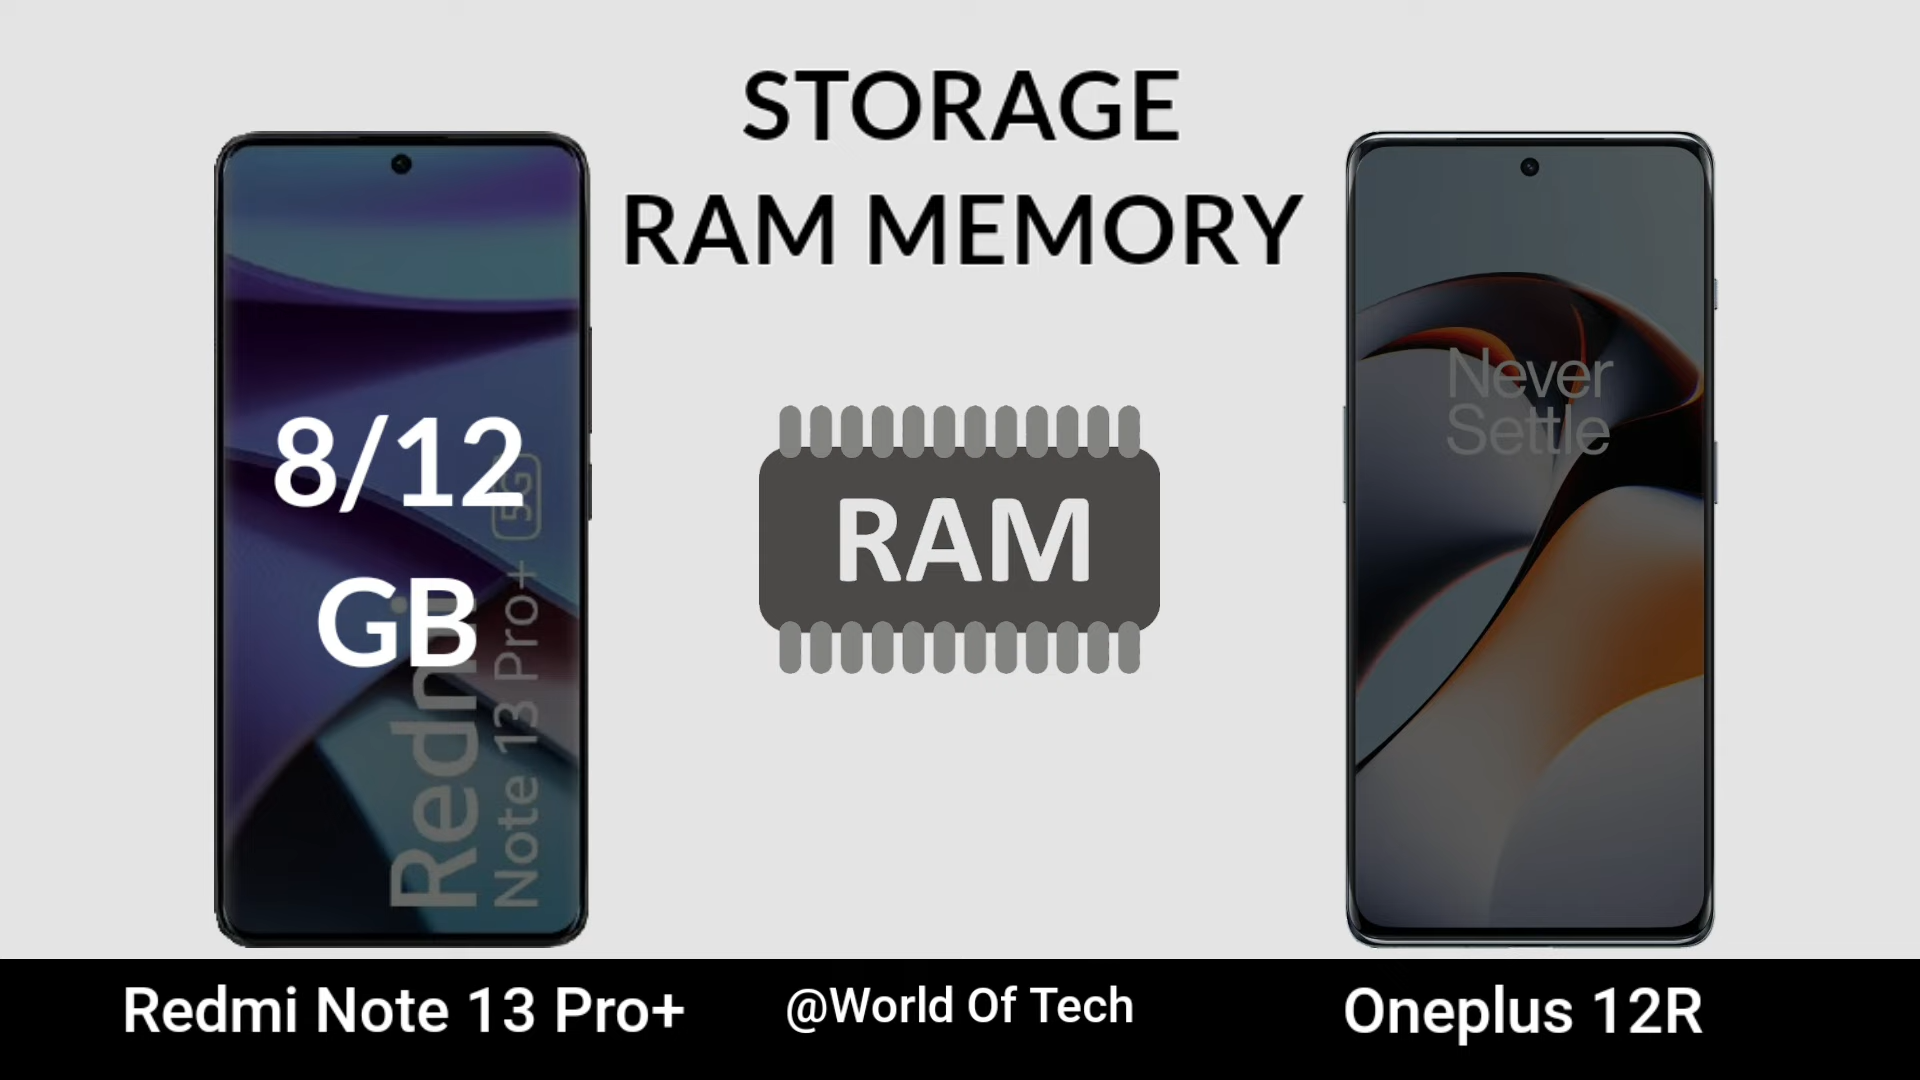 STORAGE
RAM MEMORY
8/12
GB
Redmi
Note 13 Pro+ 5G
RAM
Never
Settle
Redmi Note 13 Pro+
@World Of Tech
Oneplus 12R